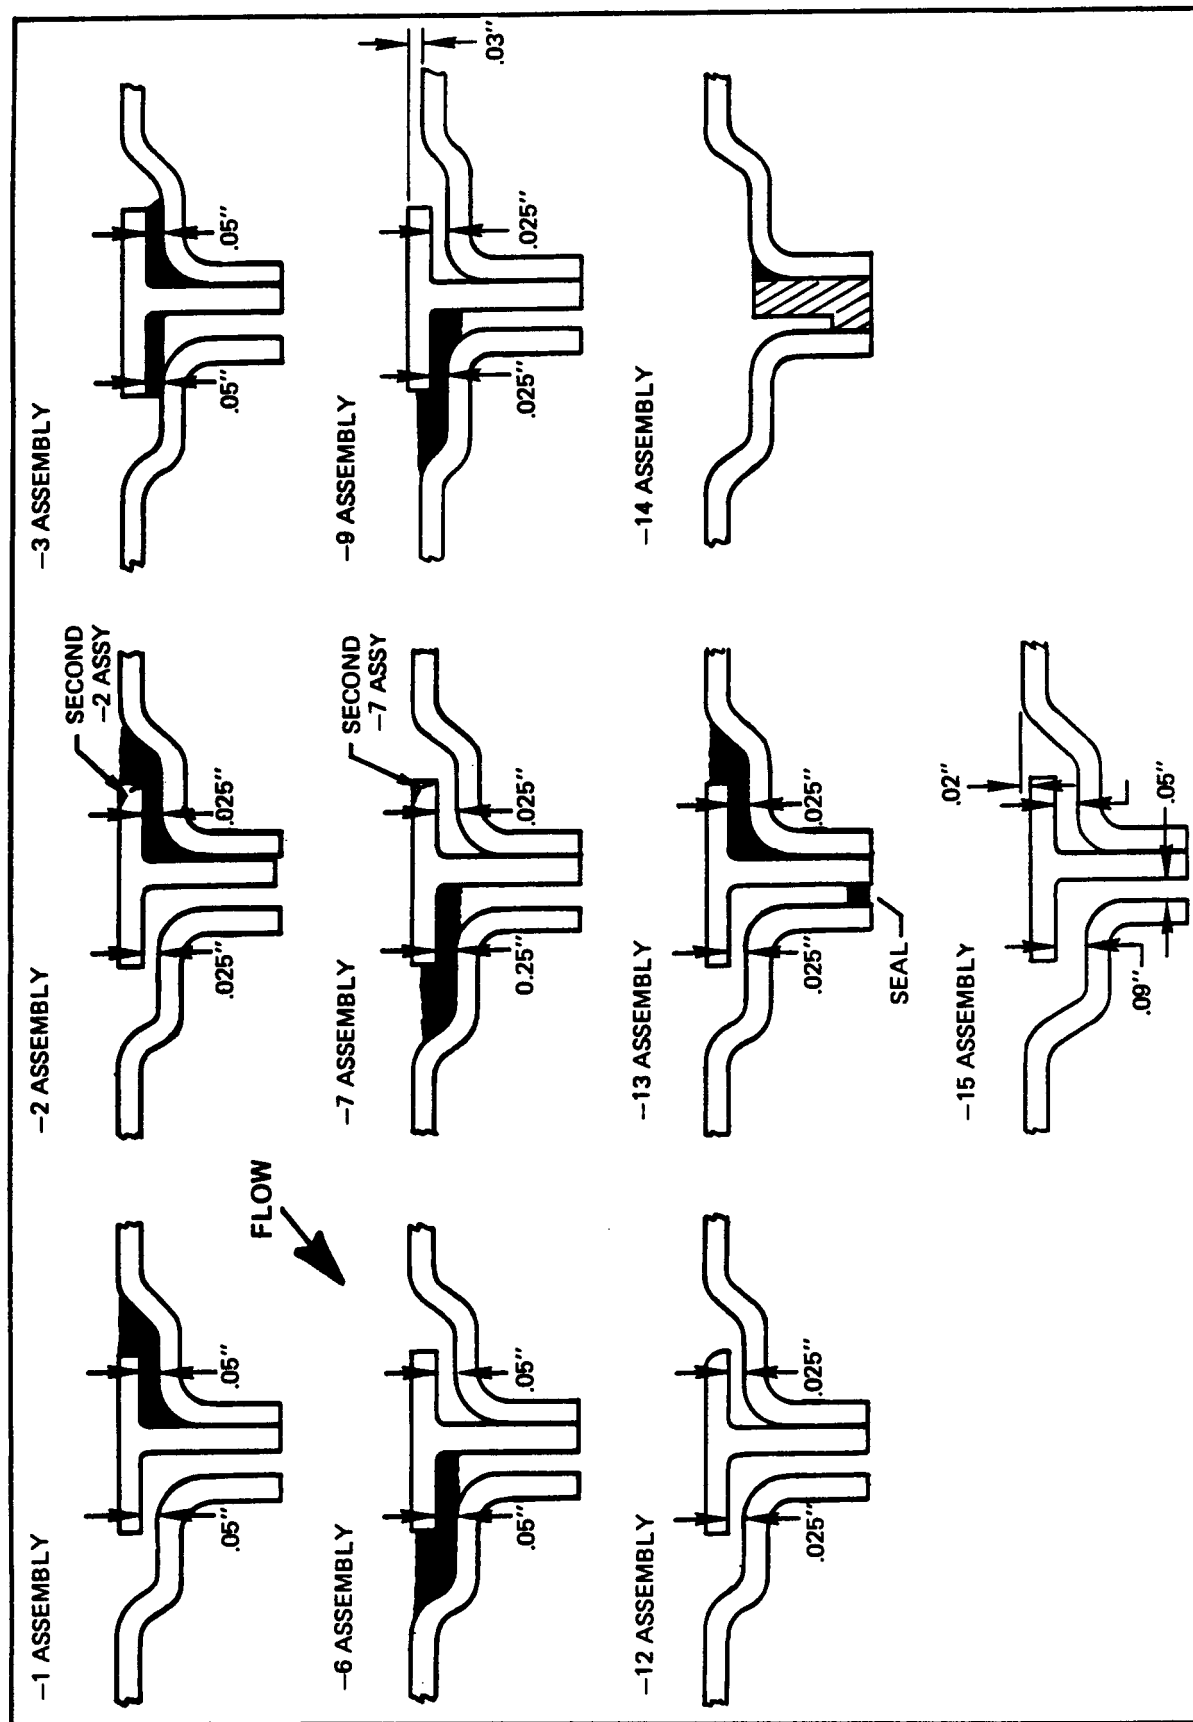 –1 ASSEMBLY
.05"
.05"
–2 ASSEMBLY
SECOND
–2 ASSY
.025"
.025"
–3 ASSEMBLY
.05"
.05"
FLOW
–6 ASSEMBLY
.05"
.05"
–7 ASSEMBLY
SECOND
–7 ASSY
0.25"
.025"
–9 ASSEMBLY
.03"
.025"
.025"
–12 ASSEMBLY
.025"
.025"
–13 ASSEMBLY
.025"
.025"
SEAL
–14 ASSEMBLY
–15 ASSEMBLY
.02"
.09"
.05"